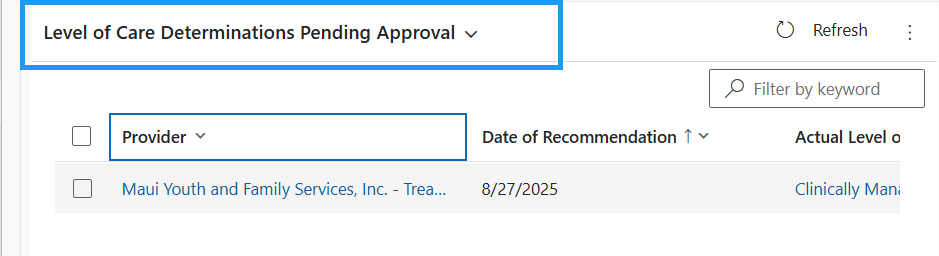 Level of Care Determinations Pending Approval
Refresh
Filter by keyword
Provider Date of Recommendation Actual Level o
Maui Youth and Family Services, Inc. - Trea... 8/27/2025 Clinically Mana